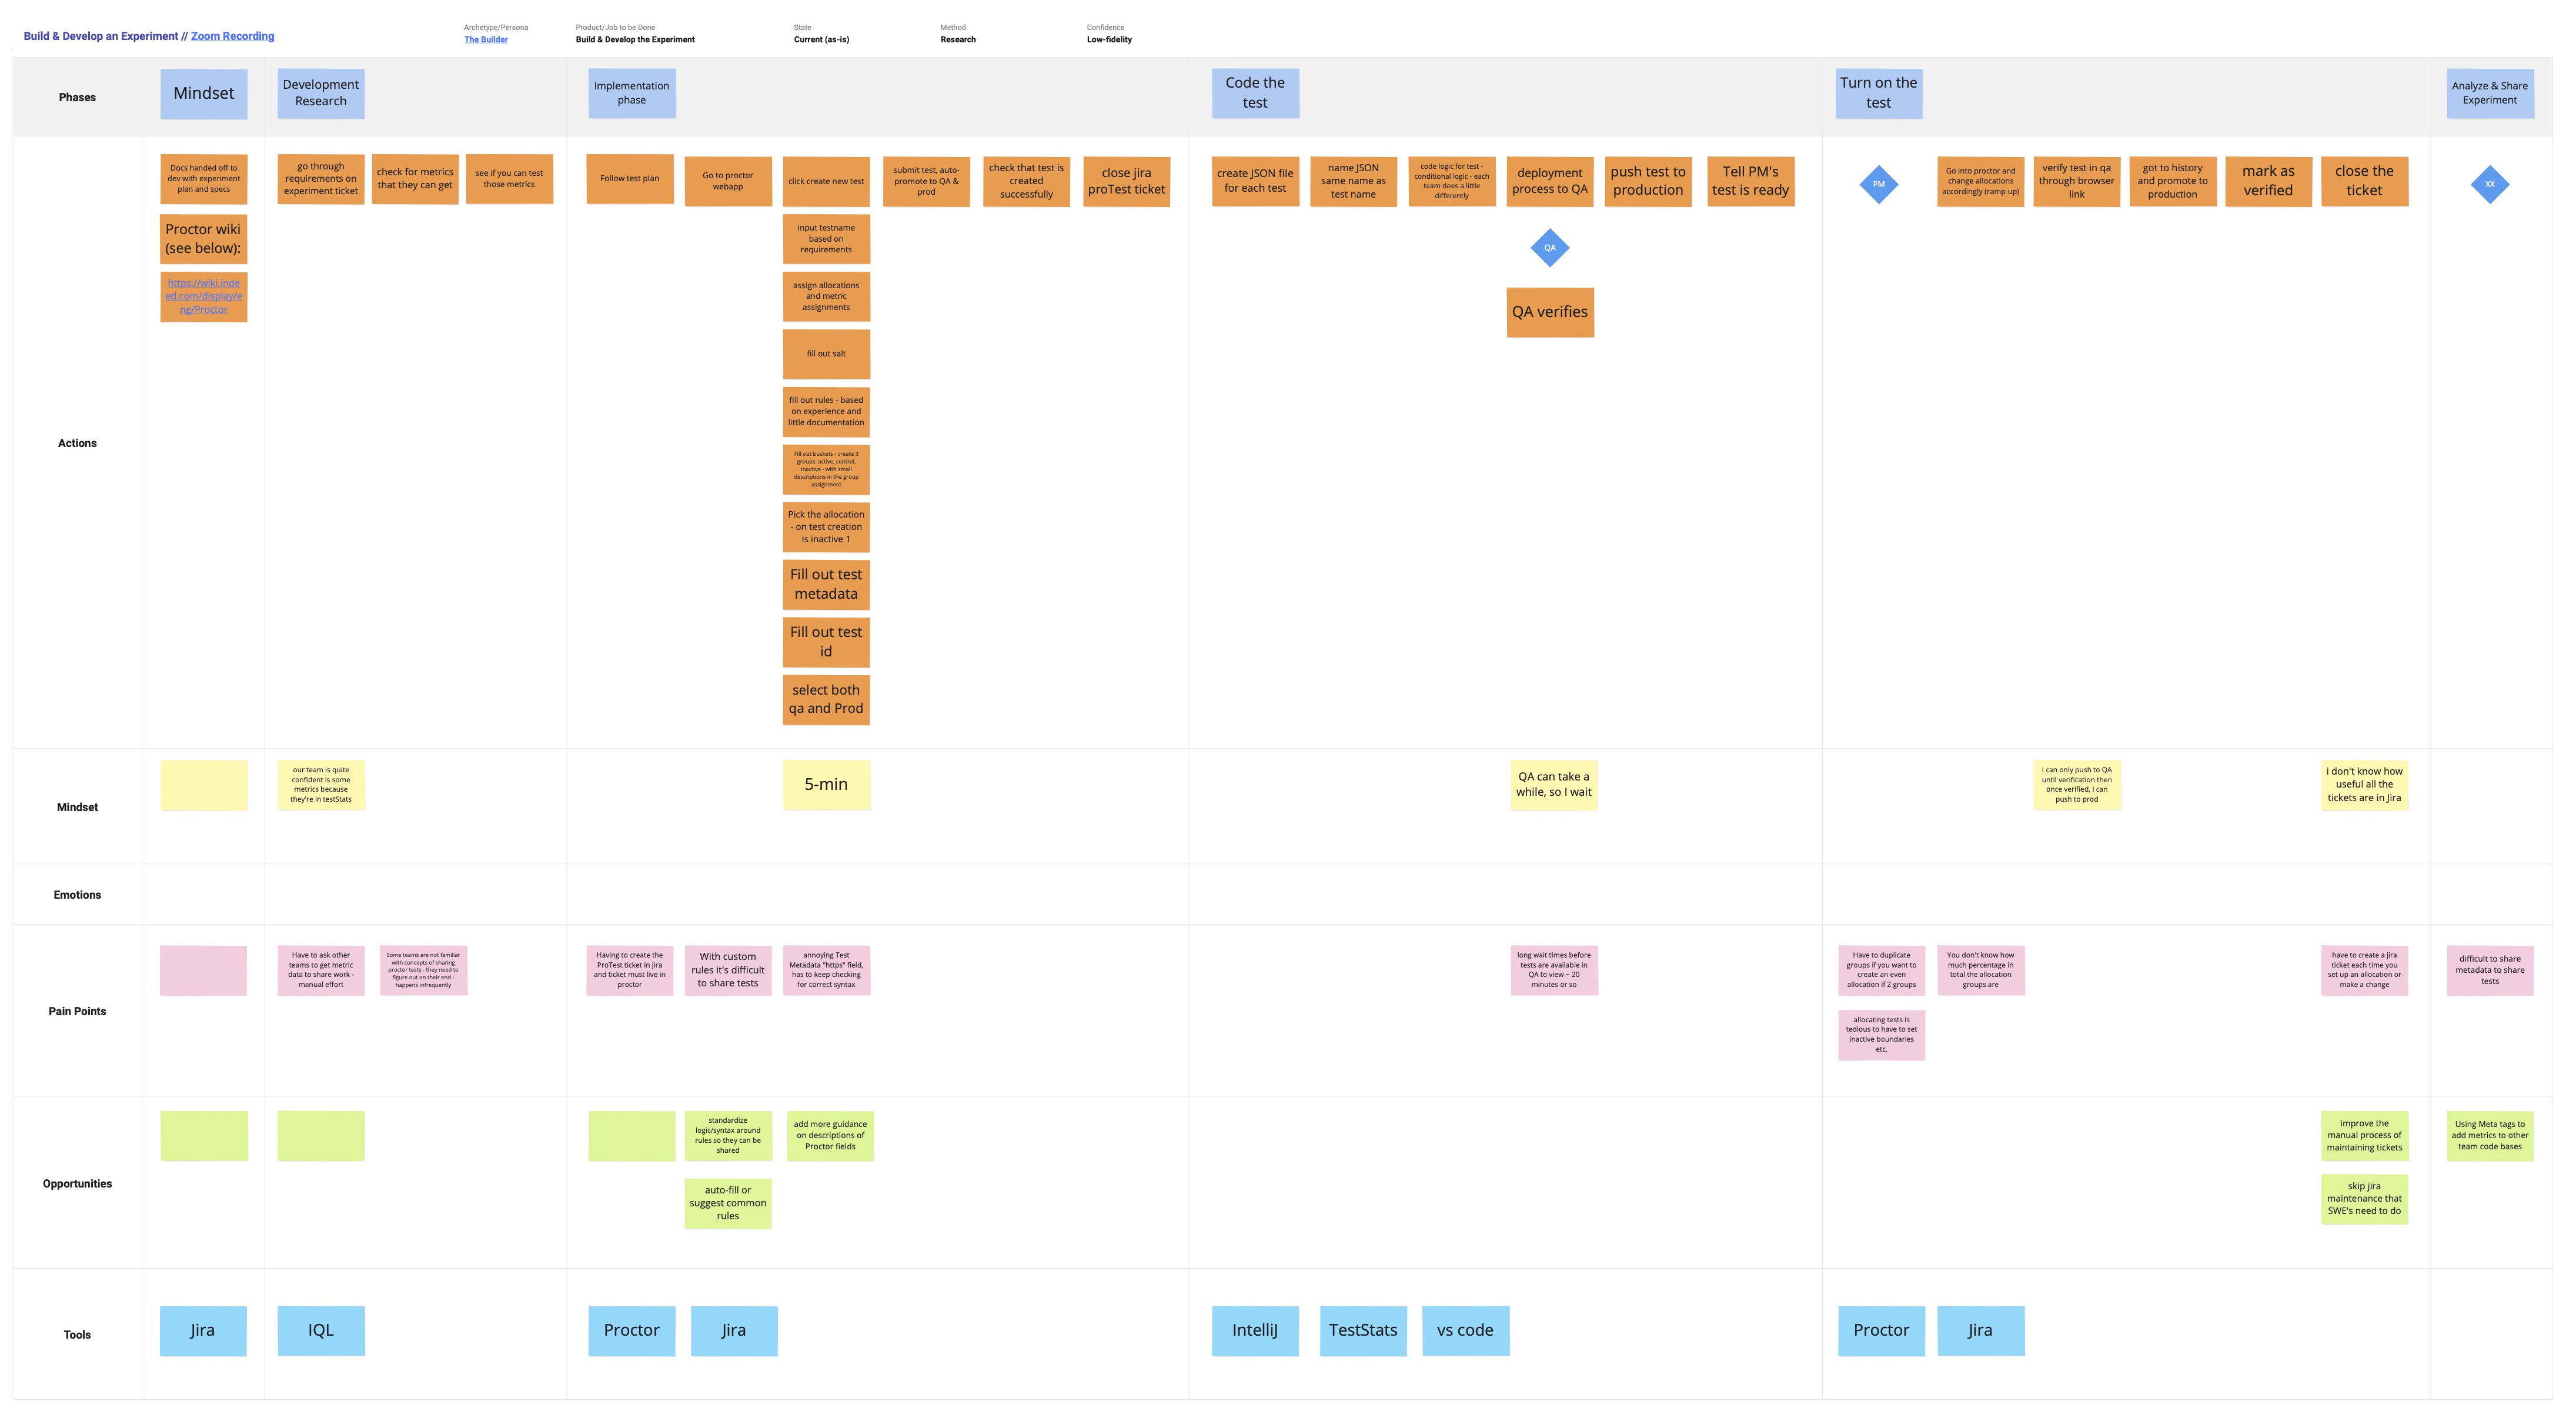 Build & Develop an Experiment // Zoom Recording
Archetype/Persona
The Builder
Product/Job to be Done
Build & Develop the Experiment
State
Current (as-is)
Method
Research
Confidence
Low-fidelity
Phases
Mindset
Development
Research
Implementation
phase
Code the
test
Turn on the
test
Analyze & Share
Experiment
Actions
Docs handed off to
dev with experiment
plan and specs
Proctor wiki
(see below):
https://wiki.inde
ed.com/display/e
ng/Proctor
go through
requirements on
experiment ticket
check for metrics
that they can get
see if you can test
those metrics
Follow test plan
Go to proctor
webapp
click create new test
input testname
based on
requirements
assign allocations
and metric
assignments
fill out salt
fill out rules - based
on experience and
little documentation
Fill out buckets - create 3
groups: active, control,
inactive - with small
descriptions in the group
assignment
Pick the allocation
- on test creation
is inactive 1
Fill out test
metadata
Fill out test
id
select both
qa and Prod
submit test, auto-
promote to QA &
prod
check that test is
created
successfully
close jira
proTest ticket
create JSON file
for each test
name JSON
same name as
test name
code logic for test -
conditional logic - each
team does a little
differently
deployment
process to QA
QA
QA verifies
push test to
production
Tell PM's
test is ready
PM
Go into proctor and
change allocations
accordingly (ramp up)
verify test in qa
through browser
link
got to history
and promote to
production
mark as
verified
close the
ticket
XX
Mindset
our team is quite
confident is some
metrics because
they're in testStats
5-min
QA can take a
while, so I wait
I can only push to QA
until verification then
once verified, I can
push to prod
i don't know how
useful all the
tickets are in Jira
Emotions
Pain Points
Have to ask other
teams to get metric
data to share work -
manual effort
Some teams are not familiar
with concepts of sharing
proctor tests - they need to
figure out on their end -
happens infrequently
Having to create the
ProTest ticket in jira
and ticket must live in
proctor
With custom
rules it's difficult
to share tests
annoying Test
Metadata "https" field,
has to keep checking
for correct syntax
long wait times before
tests are available in
QA to view ~ 20
minutes or so
Have to duplicate
groups if you want to
create an even
allocation if 2 groups
allocating tests is
tedious to have to set
inactive boundaries
etc.
You don't know how
much percentage in
total the allocation
groups are
have to create a jira
ticket each time you
set up an allocation or
make a change
difficult to share
metadata to share
tests
Opportunities
standardize
logic/syntax around
rules so they can be
shared
auto-fill or
suggest common
rules
add more guidance
on descriptions of
Proctor fields
improve the
manual process of
maintaining tickets
skip jira
maintenance that
SWE's need to do
Using Meta tags to
add metrics to other
team code bases
Tools
Jira
IQL
Proctor
Jira
IntelliJ
TestStats
vs code
Proctor
Jira